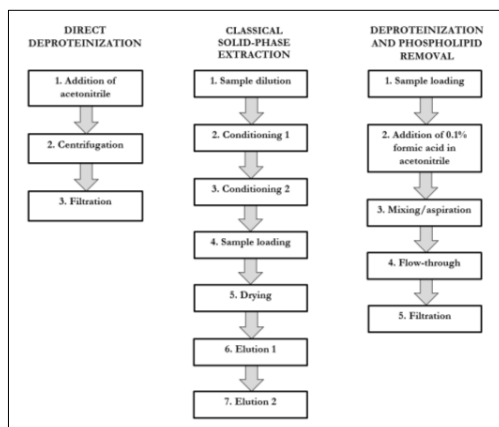 DIRECT
DEPROTEINIZATION
1. Addition of
acetonitrile
2. Centrifugation
3. Filtration
CLASSICAL
SOLID-PHASE
EXTRACTION
1. Sample dilution
2. Conditioning 1
3. Conditioning 2
4. Sample loading
5. Drying
6. Elution 1
7. Elution 2
DEPROTEINIZATION
AND PHOSPHOLIPID
REMOVAL
1. Sample loading
2. Addition of 0.1%
formic acid in
acetonitrile
3. Mixing/aspiration
4. Flow-through
5. Filtration